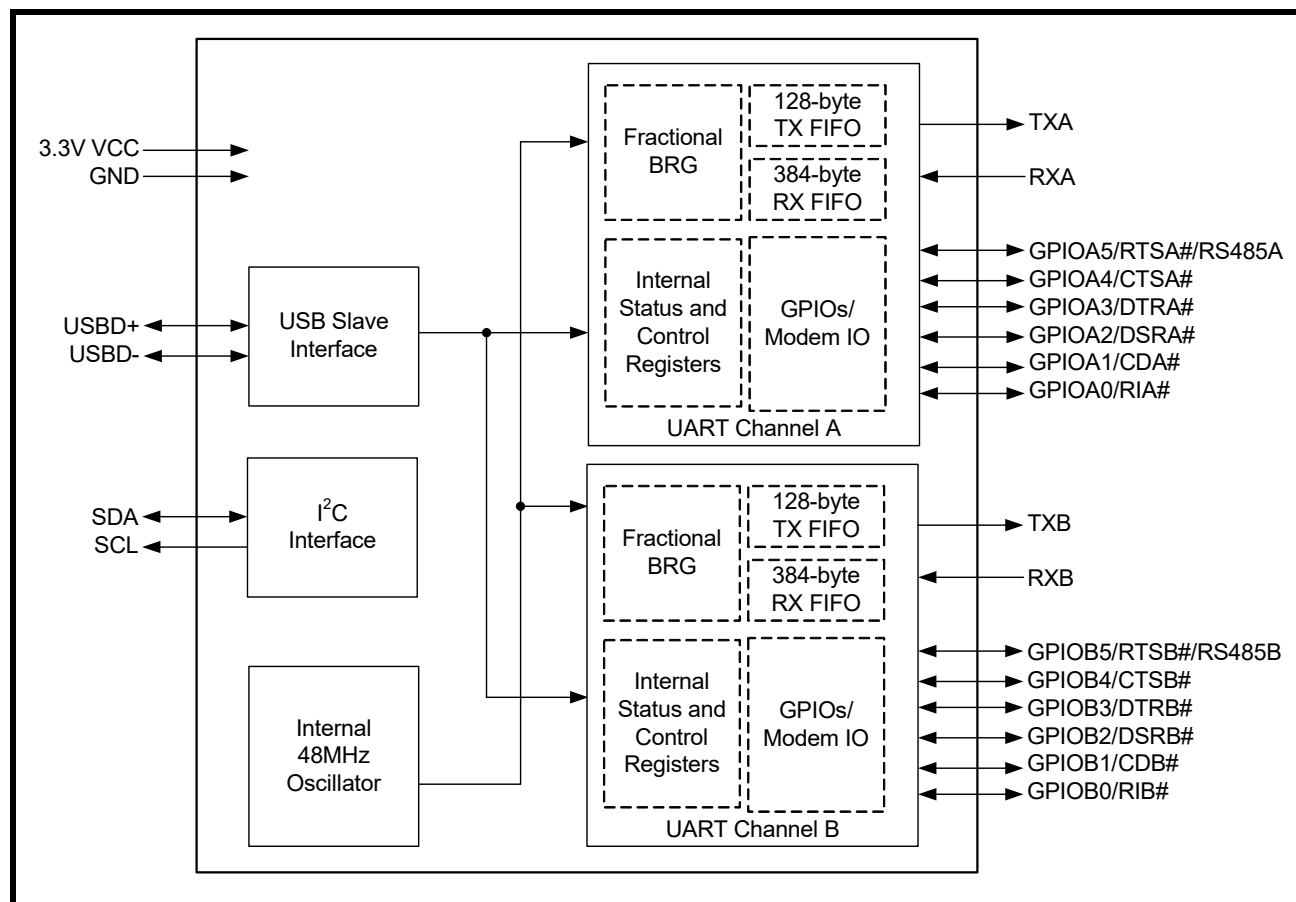 3.3V VCC
GND
USBD+
USBD-
SDA
SCL
USB Slave
Interface
I²C
Interface
Internal
48MHz
Oscillator
Fractional
BRG
128-byte
TX FIFO
384-byte
RX FIFO
Internal
Status and
Control
Registers
GPIOs/
Modem IO
UART Channel A
TXA
RXA
GPIOA5/RTSA#/RS485A
GPIOA4/CTSA#
GPIOA3/DTRA#
GPIOA2/DSRA#
GPIOA1/CDA#
GPIOA0/RIA#
Fractional
BRG
128-byte
TX FIFO
384-byte
RX FIFO
Internal
Status and
Control
Registers
GPIOs/
Modem IO
UART Channel B
TXB
RXB
GPIOB5/RTSB#/RS485B
GPIOB4/CTSB#
GPIOB3/DTRB#
GPIOB2/DSRB#
GPIOB1/CDB#
GPIOB0/RIB#